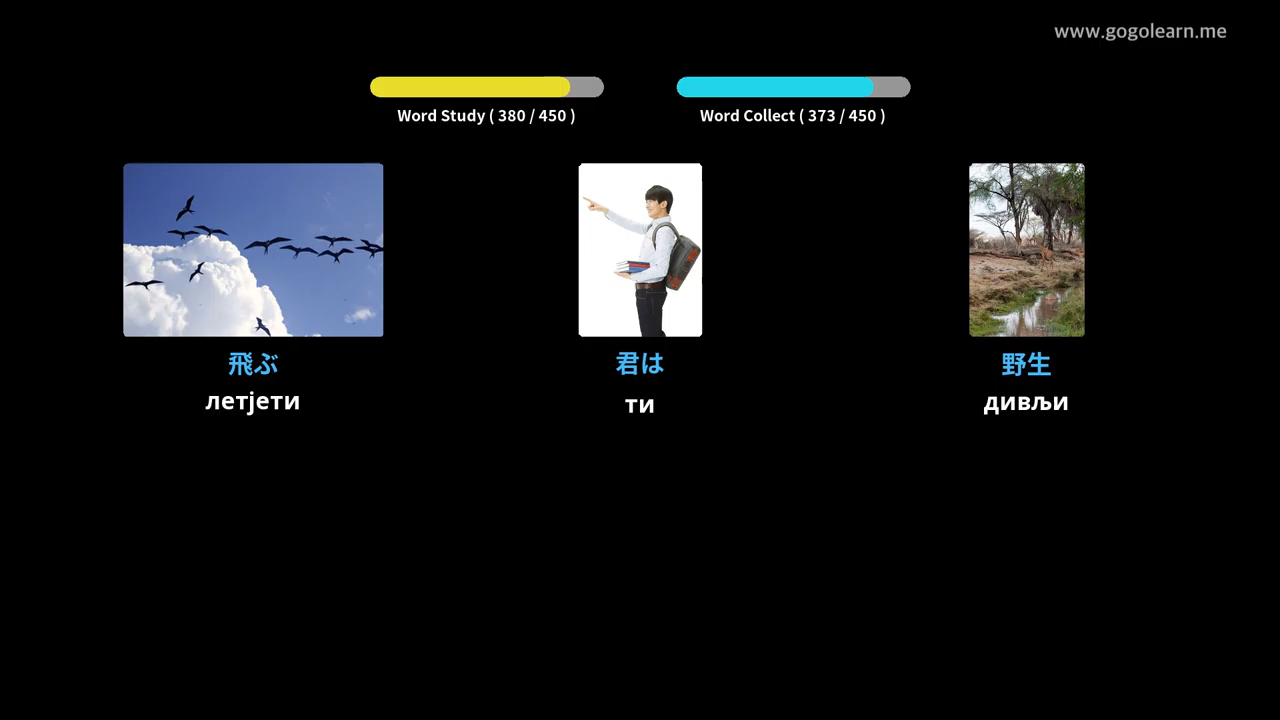 www.gogolearn.me
Word Study ( 380 / 450 )
Word Collect ( 373 / 450 )
飛ぶ
君は
野生
летјети
ти
дивљи